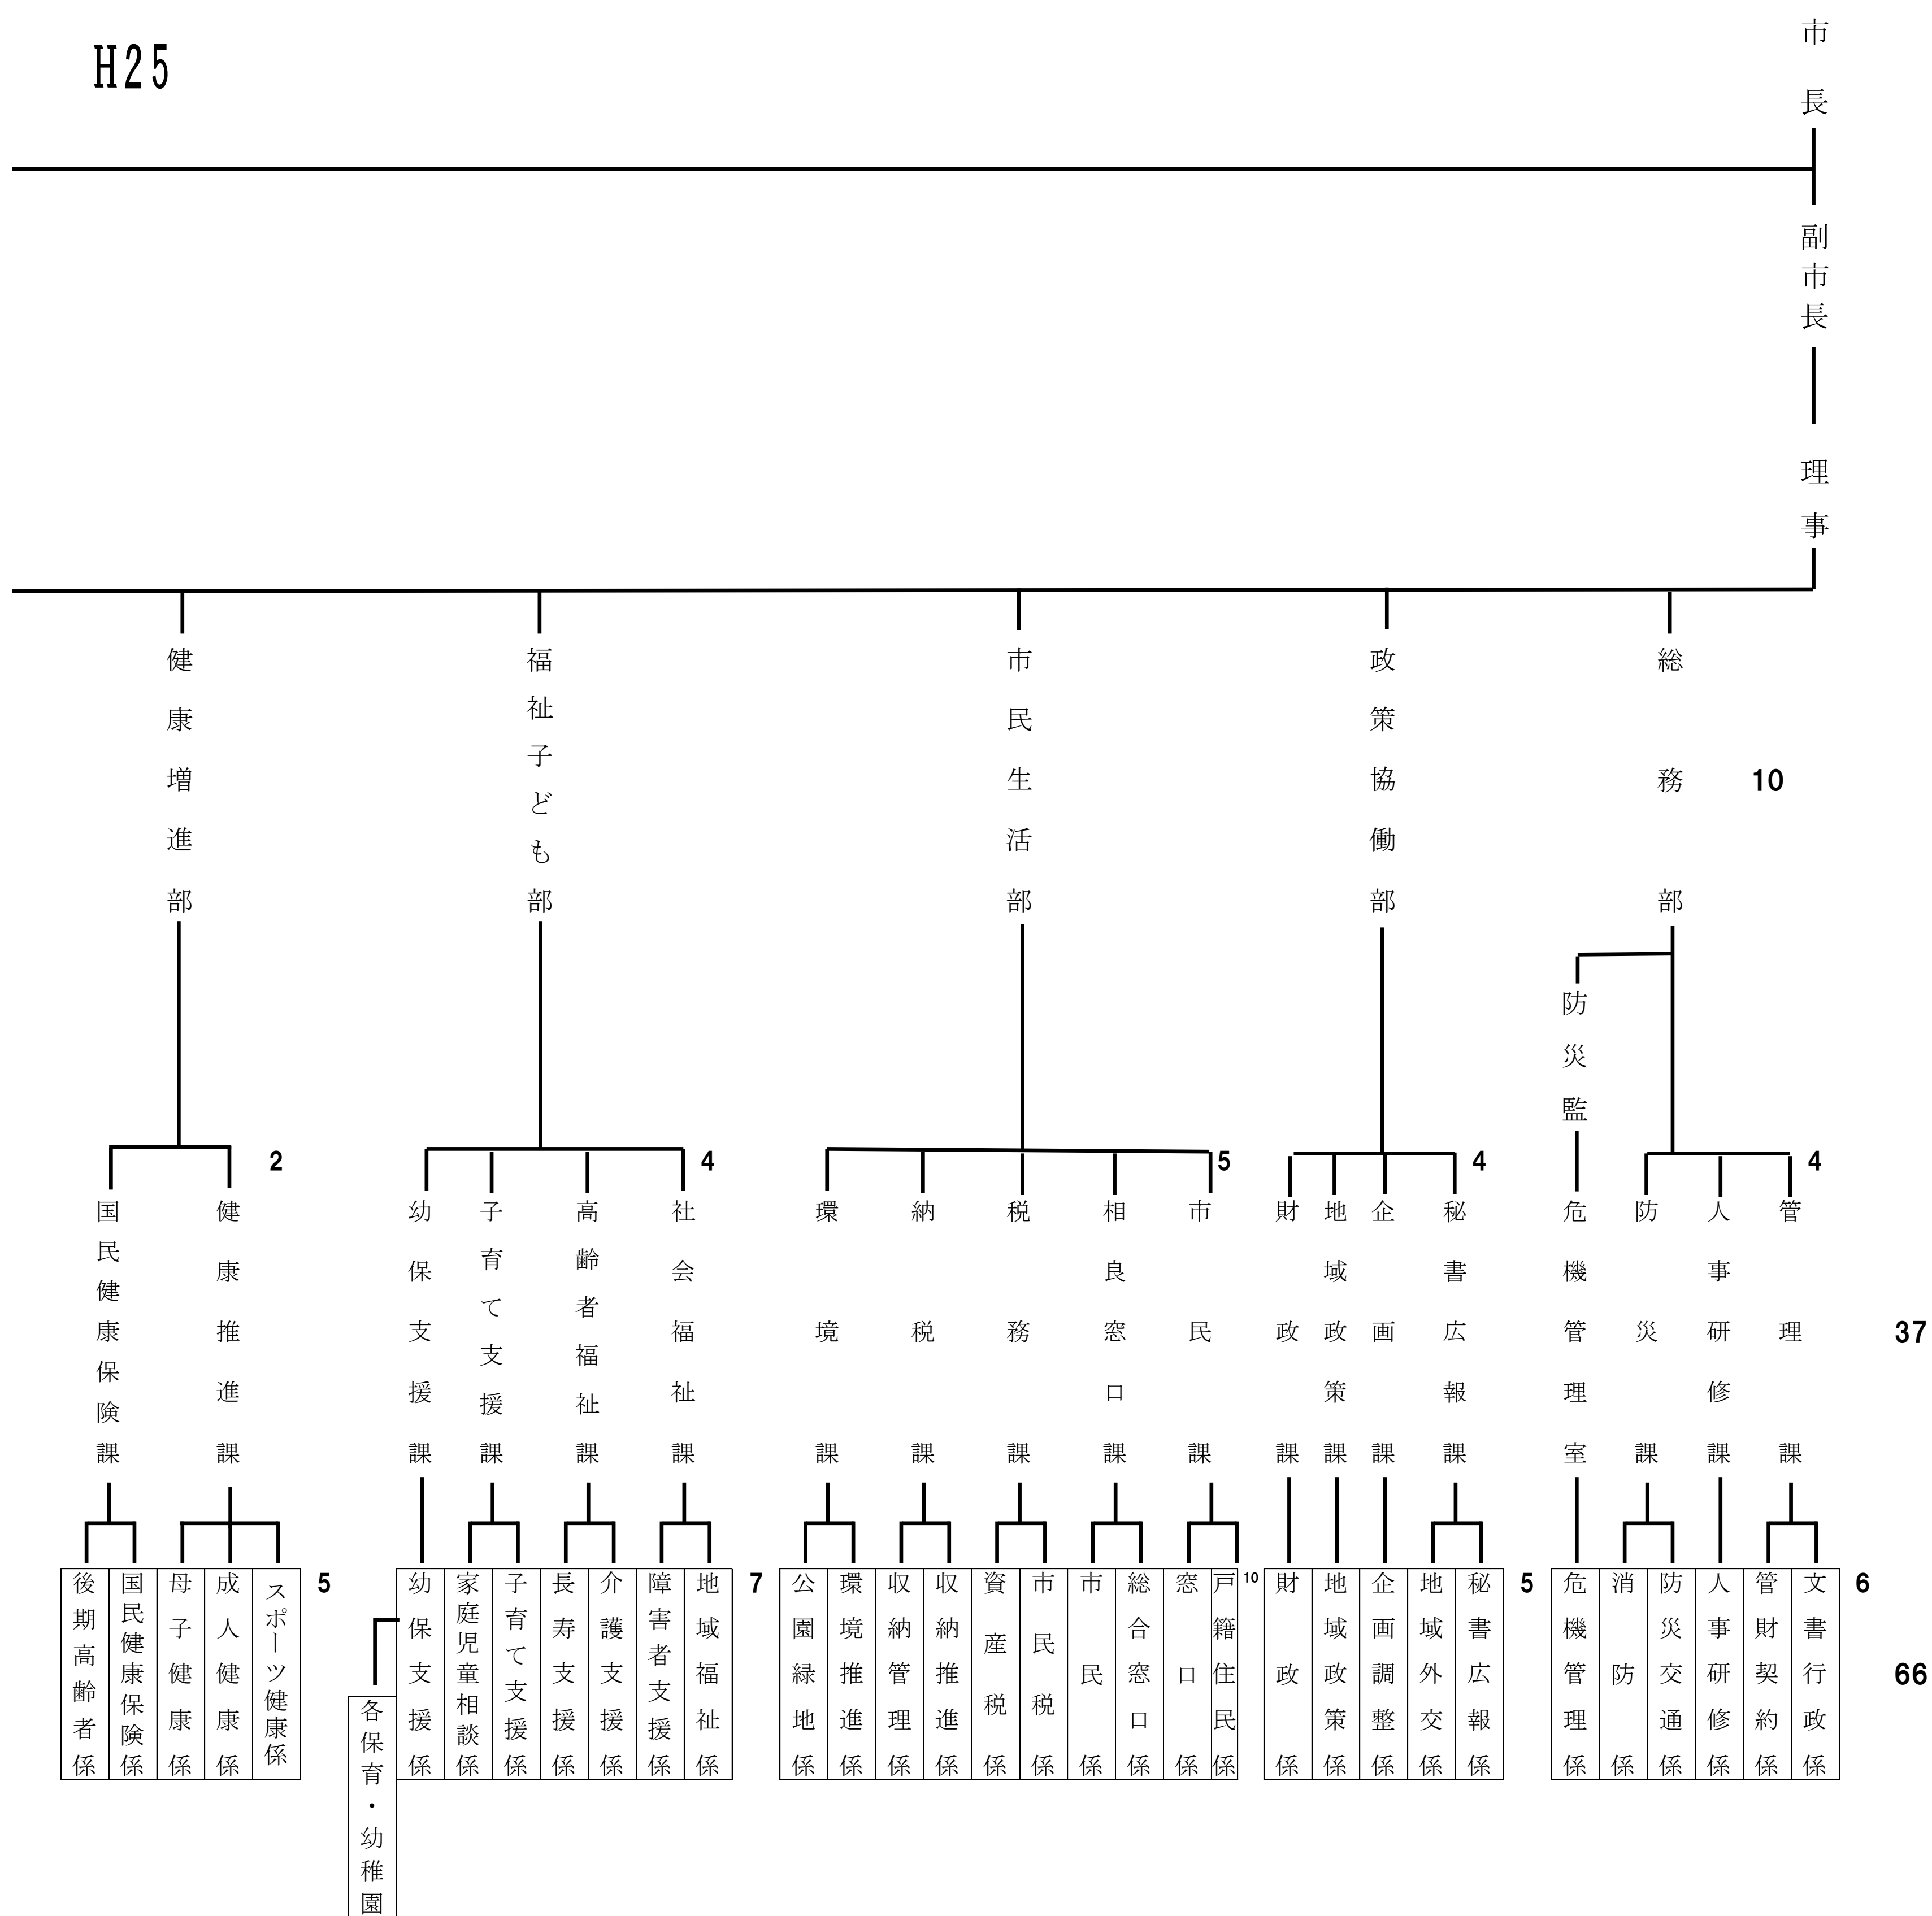 H25
市長
副市長
理事
総務部
10
政策協働部
市民生活部
福祉子ども部
健康増進部
防災監
4
4
5
4
2
管理課
人事研修課
防災課
危機管理室
秘書広報課
企画課
地域政策課
財政課
市民課
相良窓口課
税務課
納税課
環境課
社会福祉課
高齢者福祉課
子育て支援課
幼保支援課
健康推進課
国民健康保険課
37
6
文書行政係
管財契約係
人事研修係
防災交通係
消防係
危機管理係
5
秘書広報係
地域外交係
企画調整係
地域政策係
財政係
10
戸籍住民係
窓口係
総合窓口係
市民係
市民税係
資産税係
収納推進係
収納管理係
環境推進係
公園緑地係
7
地域福祉係
障害者支援係
介護支援係
長寿支援係
子育て支援係
家庭児童相談係
幼保支援係
各保育・幼稚園
5
スポーツ健康係
成人健康係
母子健康係
国民健康保険係
後期高齢者係
66